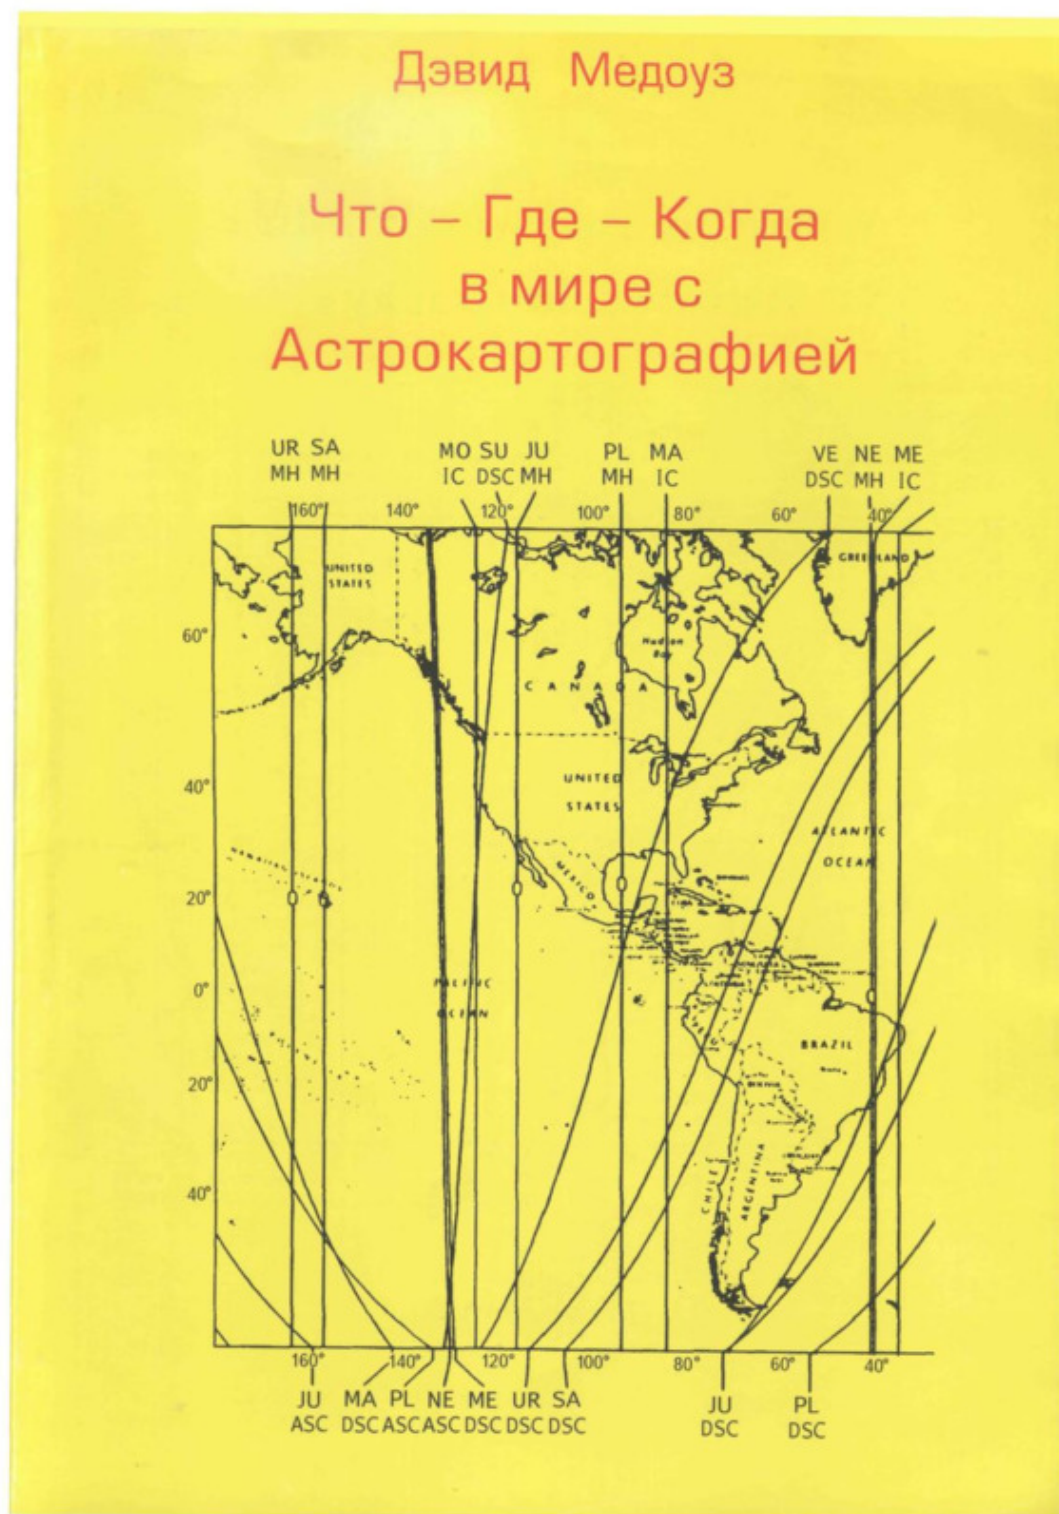 Дэвид Медоуз
Что – Где – Когда
в мире с
Астрокартографией
UR SA MO SU JU PL MA VE NE ME
MH MH IC DSC MH MH IC DSC MH IC
160° 140° 120° 100° 80° 60° 40°
GREENLAND
UNITED
STATES
60°
Hudson
Bay
CANADA
40°
UNITED
STATES
ATLANTIC
OCEAN
MEXICO
20°
0°
PACIFIC
OCEAN
BRAZIL
20°
CHILE
ARGENTINA
40°
160° 140° 120° 100° 80° 60° 40°
JU MA PL NE ME UR SA JU PL
ASC DSC ASC ASC DSC DSC DSC DSC DSC